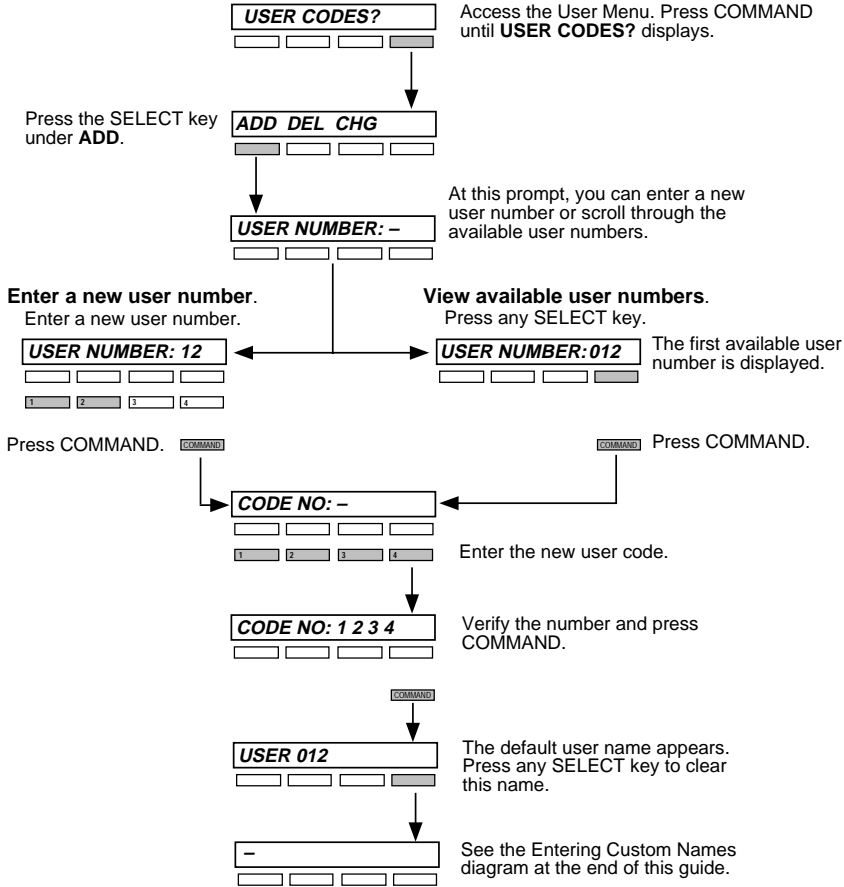 USER CODES?
Access the User Menu. Press COMMAND
until USER CODES? displays.
Press the SELECT key
under ADD.
ADD DEL CHG
At this prompt, you can enter a new
user number or scroll through the
available user numbers.
USER NUMBER: –
Enter a new user number.
Enter a new user number.
USER NUMBER: 12
1 2 3 4
View available user numbers.
Press any SELECT key.
USER NUMBER:012
The first available user
number is displayed.
Press COMMAND. COMMAND
COMMAND Press COMMAND.
CODE NO: –
1 2 3 4
Enter the new user code.
CODE NO: 1 2 3 4
Verify the number and press
COMMAND.
COMMAND
USER 012
The default user name appears.
Press any SELECT key to clear
this name.
–
See the Entering Custom Names
diagram at the end of this guide.